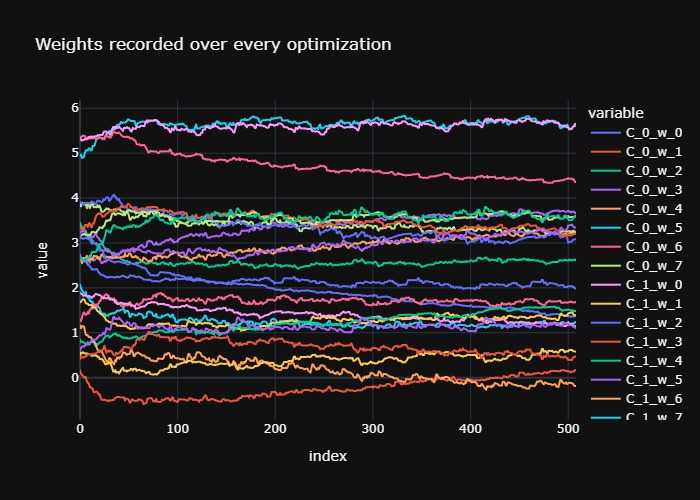 Weights recorded over every optimization
variable
C_0_w_0
C_0_w_1
C_0_w_2
C_0_w_3
C_0_w_4
C_0_w_5
C_0_w_6
C_0_w_7
C_1_w_0
C_1_w_1
C_1_w_2
C_1_w_3
C_1_w_4
C_1_w_5
C_1_w_6
C_1_w_7
value
6
5
4
3
2
1
0
0 100 200 300 400 500
index